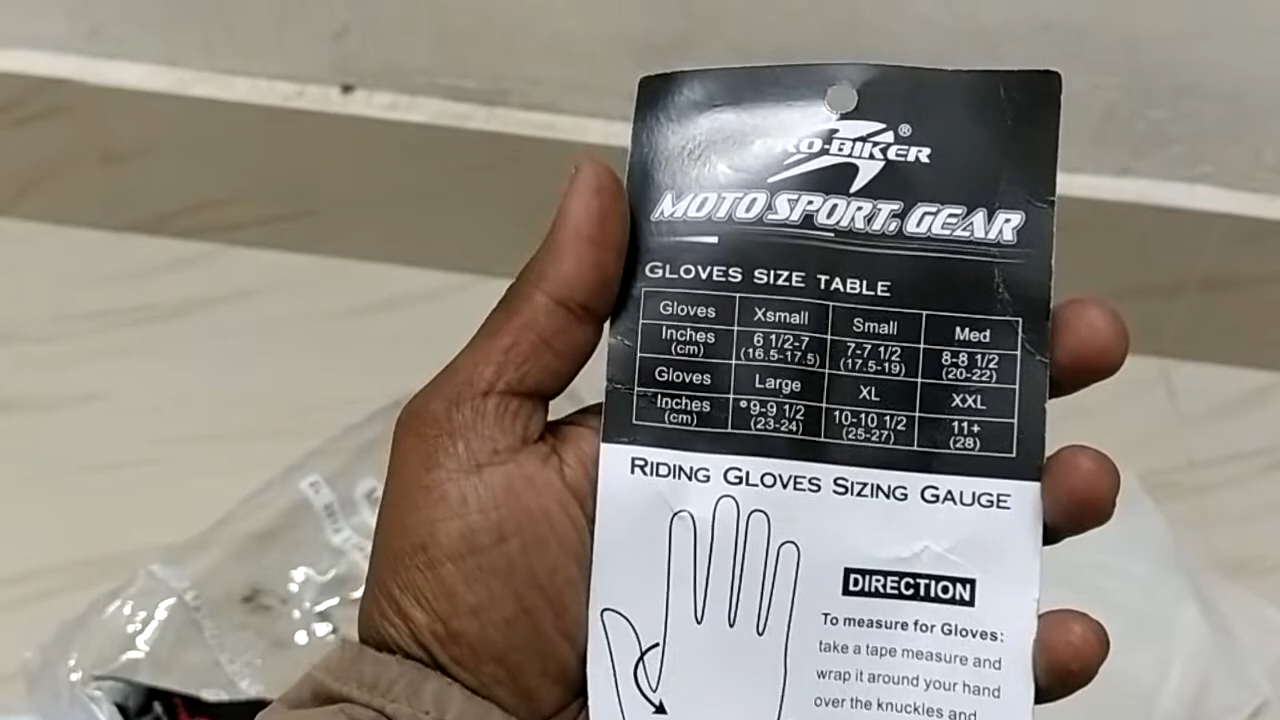 PRO-BIKER®
MOTO SPORT. GEAR
GLOVES SIZE TABLE
Gloves Xsmall Small Med
Inches (cm) 6 1/2-7 (16.5-17.5) 7-7 1/2 (17.5-19) 8-8 1/2 (20-22)
Gloves Large XL XXL
Inches (cm) 9-9 1/2 (23-24) 10-10 1/2 (25-27) 11+ (28)
RIDING GLOVES SIZING GAUGE
DIRECTION
To measure for Gloves:
take a tape measure and
wrap it around your hand
over the knuckles and